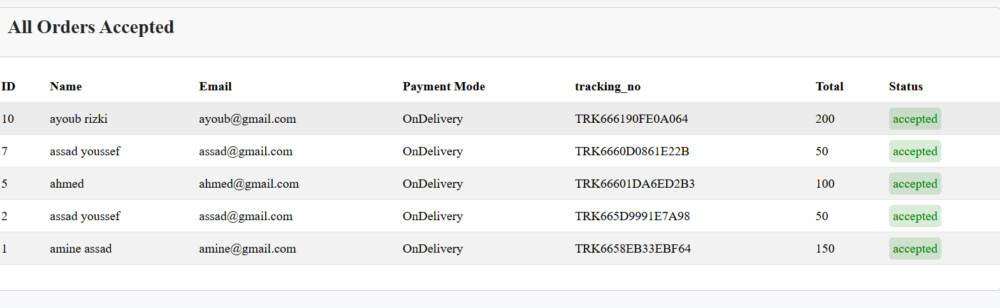 All Orders Accepted
ID Name Email Payment Mode tracking_no Total Status
10 ayoub rizki ayoub@gmail.com OnDelivery TRK666190FE0A064 200 accepted
7 assad youssef assad@gmail.com OnDelivery TRK6660D0861E22B 50 accepted
5 ahmed ahmed@gmail.com OnDelivery TRK66601DA6ED2B3 100 accepted
2 assad youssef assad@gmail.com OnDelivery TRK665D9991E7A98 50 accepted
1 amine assad amine@gmail.com OnDelivery TRK6658EB33EBF64 150 accepted